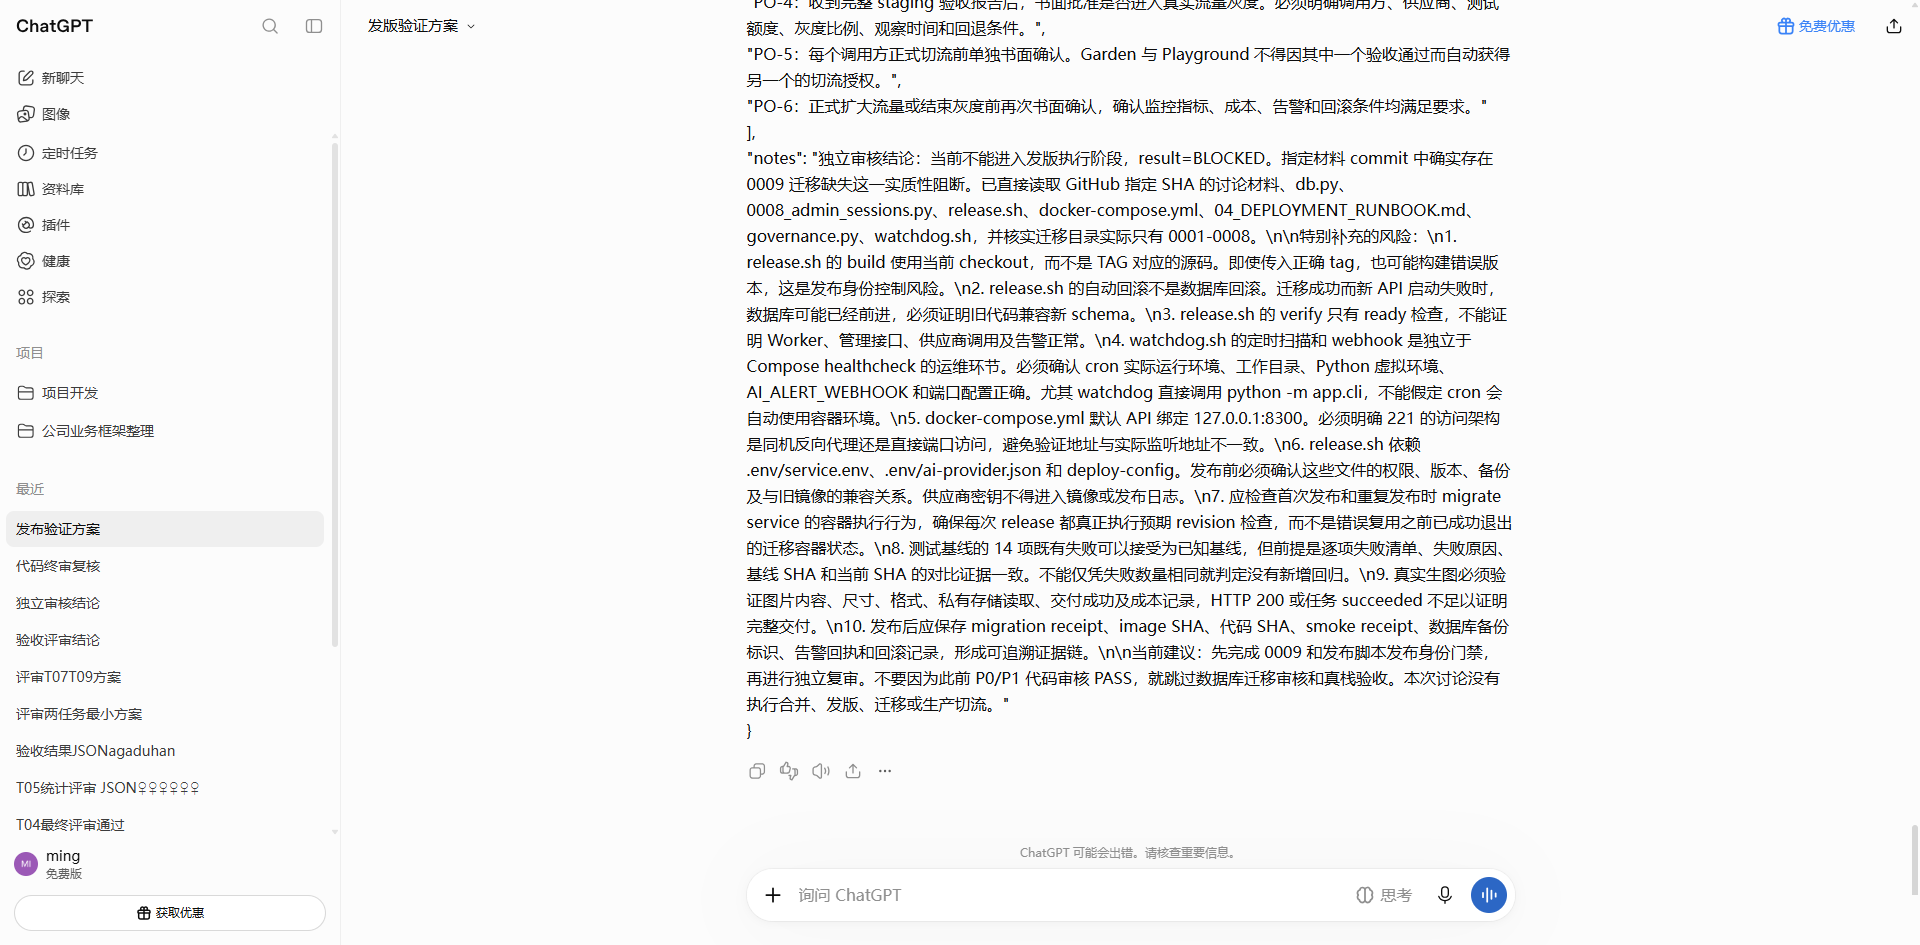 ChatGPT
新聊天
图像
定时任务
资料库
插件
健康
探索
项目
项目开发
公司业务框架整理
最近
发布验证方案
代码终审复核
独立审核结论
验收评审结论
评审T07T09方案
评审两任务最小方案
验收结果JSONagaduhan
T05统计评审 JSON♀♀♀♀♀♀
T04最终评审通过
MI
ming
免费版
获取优惠
发版验证方案
免费优惠
"PO-4：收到完整 staging 验收报告后，书面批准是否进入真实流量灰度。必须明确调用方、供应商、测试
额度、灰度比例、观察时间和回退条件。",
"PO-5：每个调用方正式切流前单独书面确认。Garden 与 Playground 不得因其中一个验收通过而自动获得
另一个的切流授权。",
"PO-6：正式扩大流量或结束灰度前再次书面确认，确认监控指标、成本、告警和回滚条件均满足要求。"
],
"notes": "独立审核结论：当前不能进入发版执行阶段，result=BLOCKED。指定材料 commit 中确实存在
0009 迁移缺失这一实质性阻断。已直接读取 GitHub 指定 SHA 的讨论材料、db.py、
0008_admin_sessions.py、release.sh、docker-compose.yml、04_DEPLOYMENT_RUNBOOK.md、
governance.py、watchdog.sh，并核实迁移目录实际只有 0001-0008。\n\n特别补充的风险：\n1.
release.sh 的 build 使用当前 checkout，而不是 TAG 对应的源码。即使传入正确 tag，也可能构建错误版
本，这是发布身份控制风险。\n2. release.sh 的自动回滚不是数据库回滚。迁移成功而新 API 启动失败时，
数据库可能已经前进，必须证明旧代码兼容新 schema。\n3. release.sh 的 verify 只有 ready 检查，不能证
明 Worker、管理接口、供应商调用及告警正常。\n4. watchdog.sh 的定时扫描和 webhook 是独立于
Compose healthcheck 的运维环节。必须确认 cron 实际运行环境、工作目录、Python 虚拟环境、
AI_ALERT_WEBHOOK 和端口配置正确。尤其 watchdog 直接调用 python -m app.cli，不能假定 cron 会
自动使用容器环境。\n5. docker-compose.yml 默认 API 绑定 127.0.0.1:8300。必须明确 221 的访问架构
是同机反向代理还是直接端口访问，避免验证地址与实际监听地址不一致。\n6. release.sh 依赖
.env/service.env、.env/ai-provider.json 和 deploy-config。发布前必须确认这些文件的权限、版本、备份
及与旧镜像的兼容关系。供应商密钥不得进入镜像或发布日志。\n7. 应检查首次发布和重复发布时 migrate
service 的容器执行行为，确保每次 release 都真正执行预期 revision 检查，而不是错误复用之前已成功退出
的迁移容器状态。\n8. 测试基线的 14 项既有失败可以接受为已知基线，但前提是逐项失败清单、失败原因、
基线 SHA 和当前 SHA 的对比证据一致。不能仅凭失败数量相同就判定没有新增回归。\n9. 真实生图必须验
证图片内容、尺寸、格式、私有存储读取、交付成功及成本记录，HTTP 200 或任务 succeeded 不足以证明
完整交付。\n10. 发布后应保存 migration receipt、image SHA、代码 SHA、smoke receipt、数据库备份
标识、告警回执和回滚记录，形成可追溯证据链。\n\n当前建议：先完成 0009 和发布脚本发布身份门禁，
再进行独立复审。不要因为此前 P0/P1 代码审核 PASS，就跳过数据库迁移审核和真栈验收。本次讨论没有
执行合并、发版、迁移或生产切流。"
}
ChatGPT 可能会出错。请核查重要信息。
询问 ChatGPT
思考